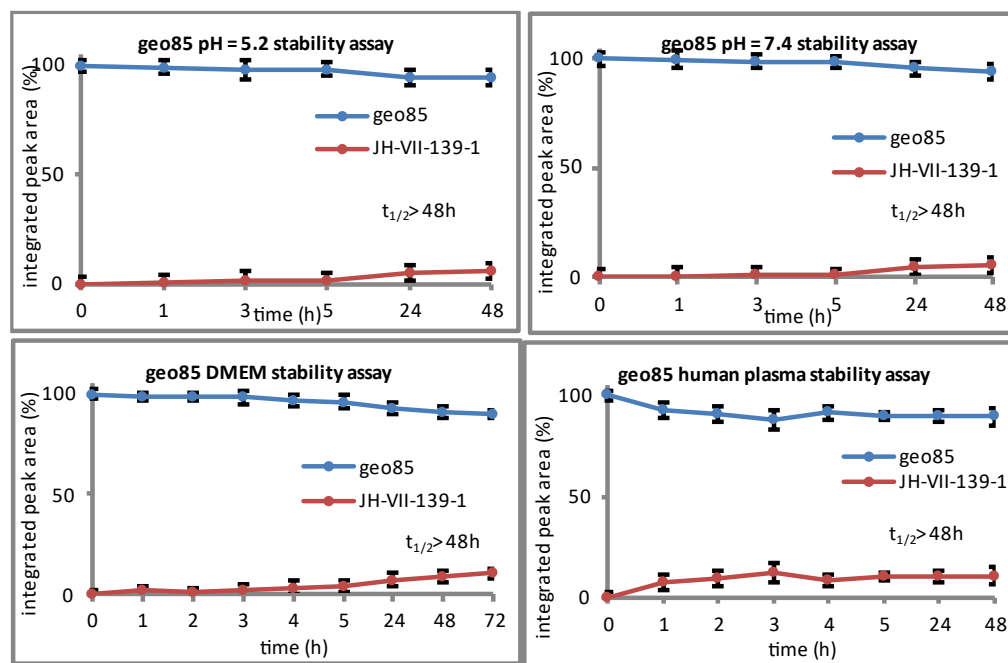 geo85 pH = 5.2 stability assay
integrated peak area (%)
100
50
0
geo85
JH-VII-139-1
t1/2> 48h
0 1 3 5 24 48
time (h)
geo85 pH = 7.4 stability assay
integrated peak area (%)
100
50
0
geo85
JH-VII-139-1
t1/2> 48h
0 1 3 5 24 48
time (h)
geo85 DMEM stability assay
integrated peak area (%)
100
50
0
geo85
JH-VII-139-1
t1/2> 48h
0 1 2 3 4 5 24 48 72
time (h)
geo85 human plasma stability assay
integrated peak area (%)
100
50
0
geo85
JH-VII-139-1
t1/2> 48h
0 1 2 3 4 5 24 48
time (h)